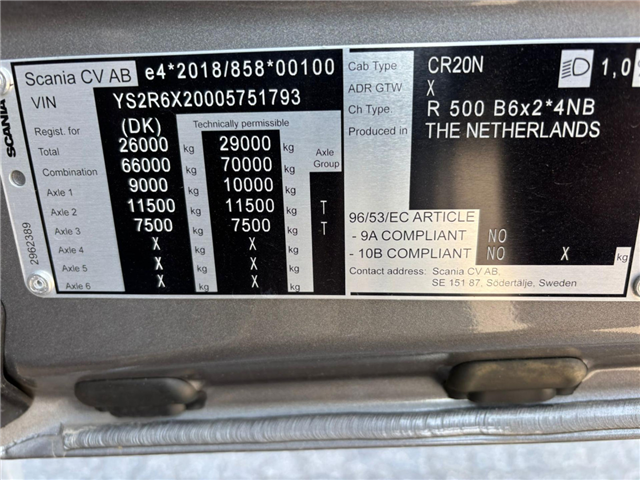 SCANIA
2962389
Scania CV AB e4*2018/858*00100
VIN YS2R6X20005751793
Regist. for (DK) Technically permissible
Total 26000 kg 29000 kg Axle Group
Combination 66000 kg 70000 kg
Axle 1 9000 kg 10000 kg
Axle 2 11500 kg 11500 kg T
Axle 3 7500 kg 7500 kg T
Axle 4 X kg X kg
Axle 5 X kg X kg
Axle 6 X kg X kg
Cab Type CR20N 1,0
ADR GTW X
Ch Type R 500 B6x2*4NB
Produced in THE NETHERLANDS
96/53/EC ARTICLE
- 9A COMPLIANT NO
- 10B COMPLIANT NO X kg
Contact address: Scania CV AB,
SE 151 87, Södertälje, Sweden